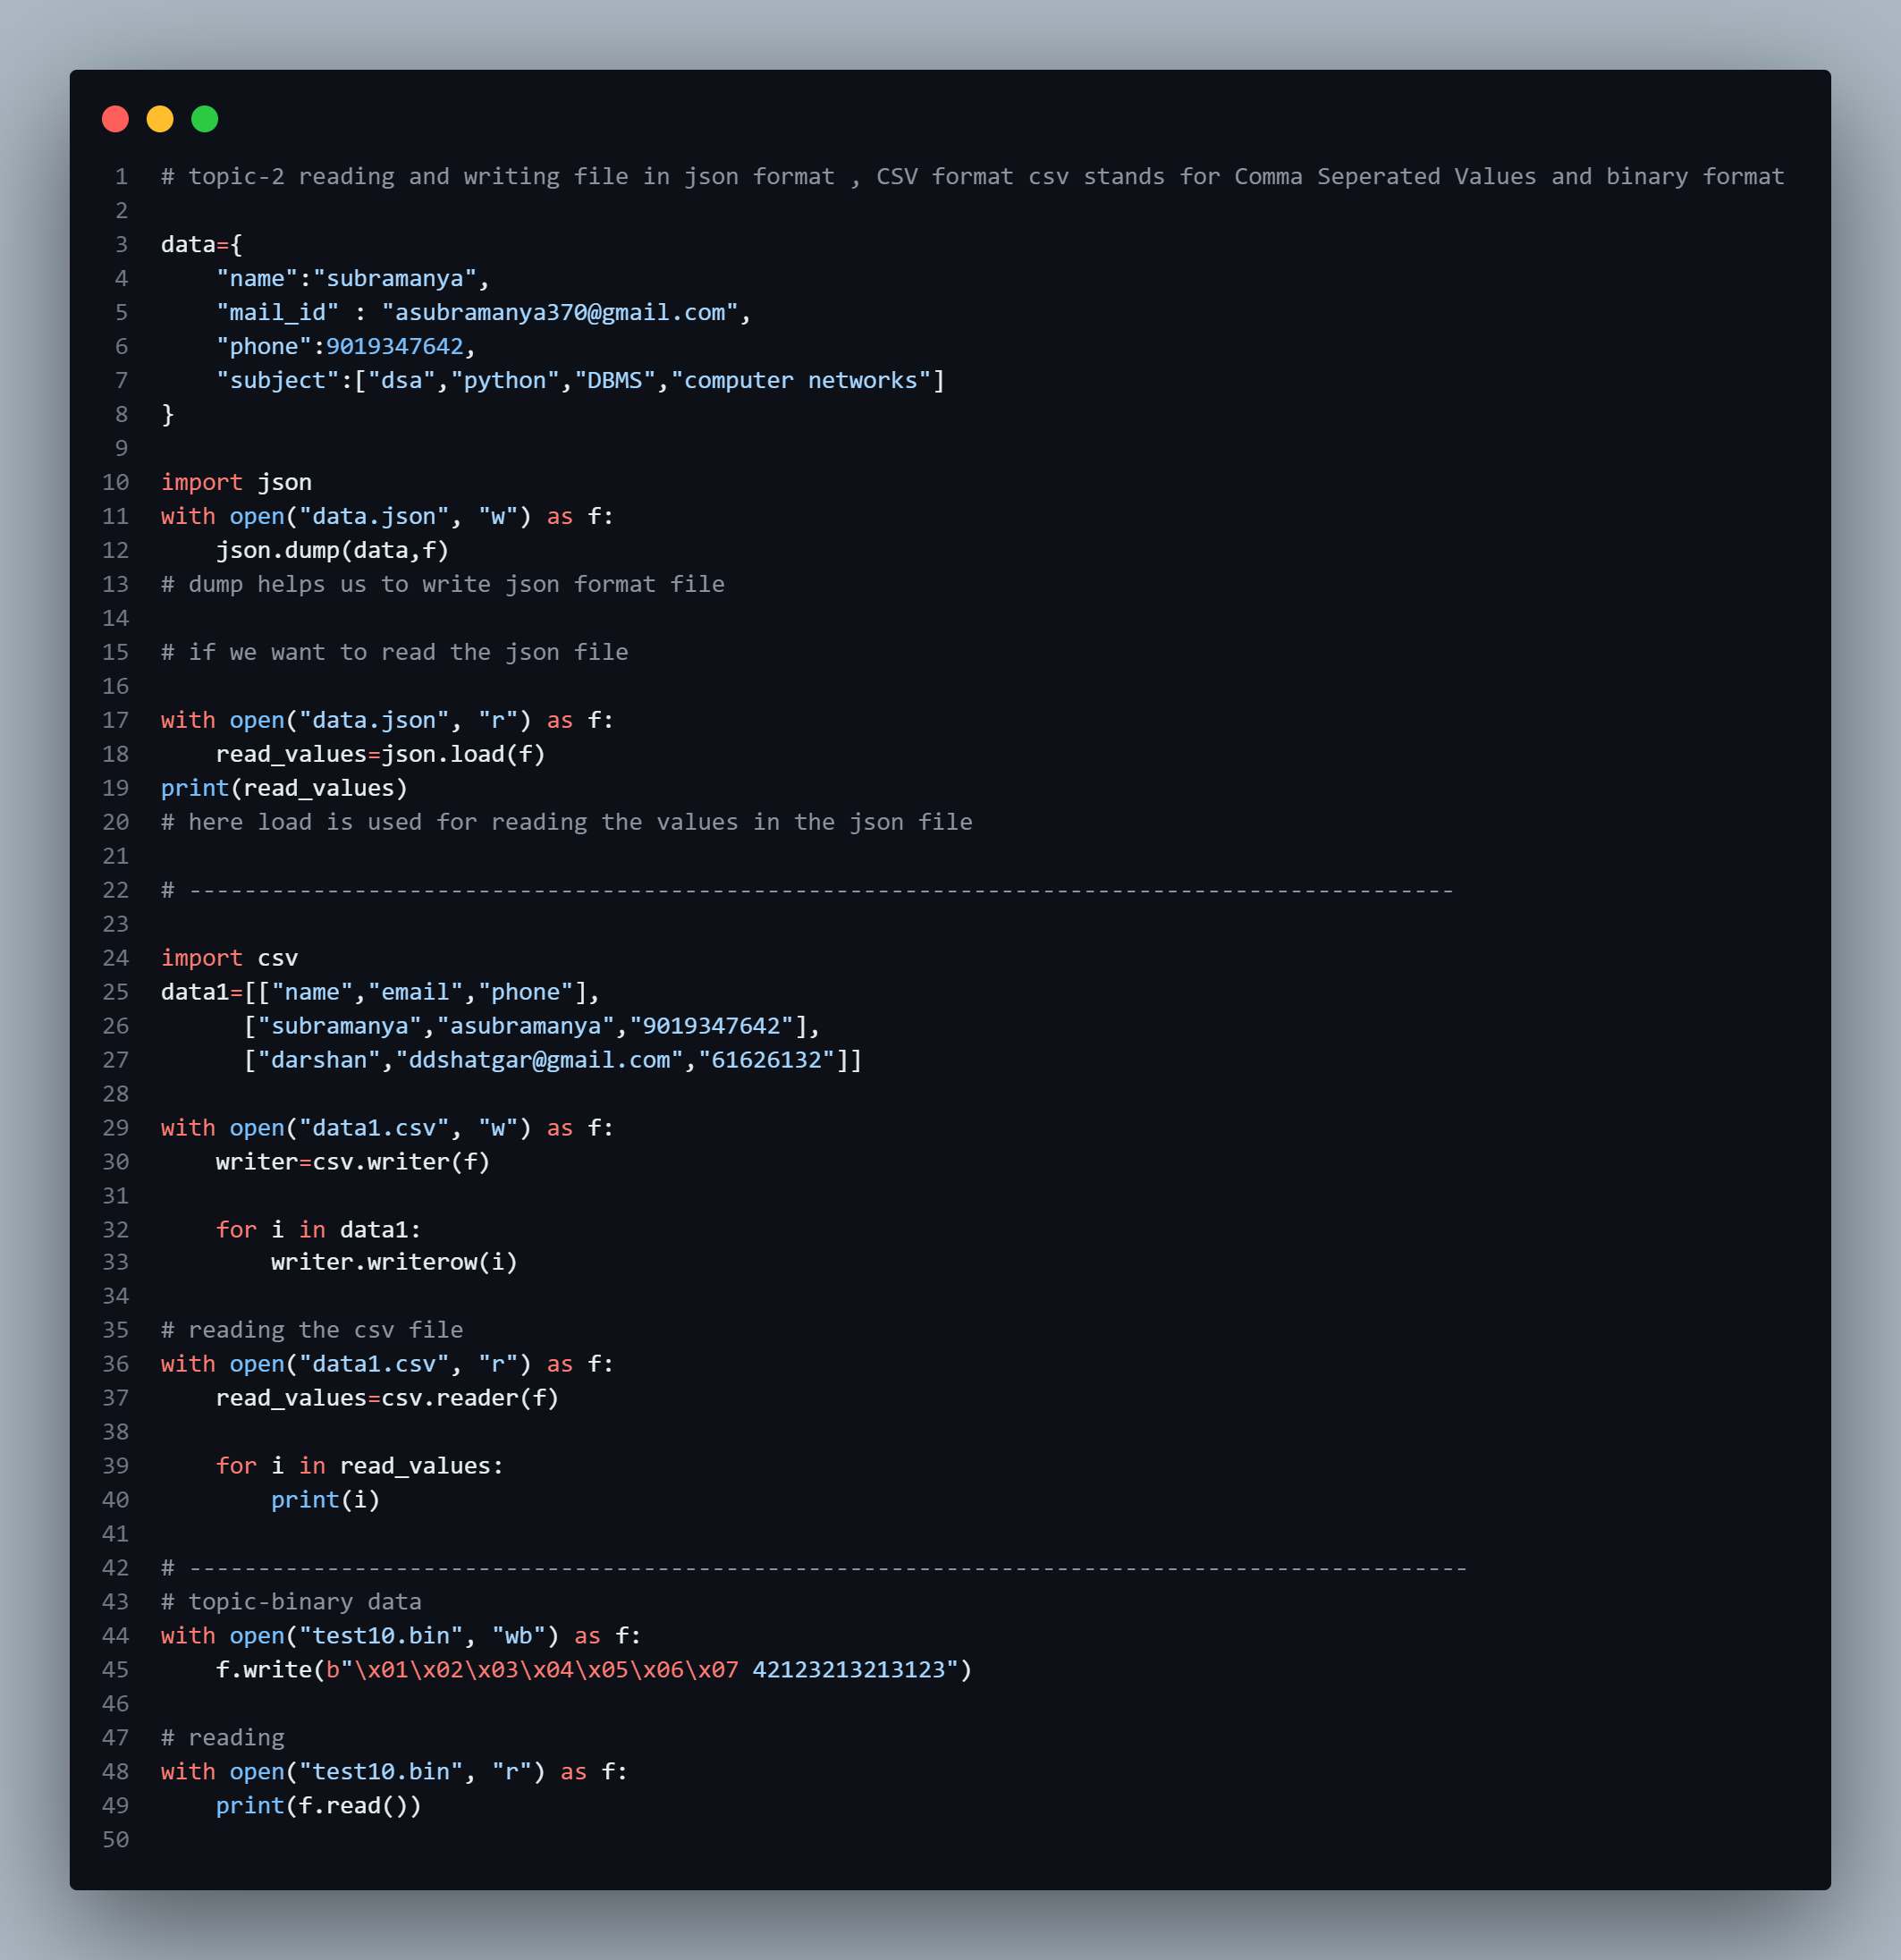 1 # topic-2 reading and writing file in json format , CSV format csv stands for Comma Seperated Values and binary format
2
3 data={
4     "name":"subramanya",
5     "mail_id" : "asubramanya370@gmail.com",
6     "phone":9019347642,
7     "subject":["dsa","python","DBMS","computer networks"]
8 }
9
10 import json
11 with open("data.json", "w") as f:
12     json.dump(data,f)
13 # dump helps us to write json format file
14
15 # if we want to read the json file
16
17 with open("data.json", "r") as f:
18     read_values=json.load(f)
19 print(read_values)
20 # here load is used for reading the values in the json file
21
22 # --------------------------------------------------------------------------------------------
23
24 import csv
25 data1=[["name","email","phone"],
26       ["subramanya","asubramanya","9019347642"],
27       ["darshan","ddshatgar@gmail.com","61626132"]]
28
29 with open("data1.csv", "w") as f:
30     writer=csv.writer(f)
31
32     for i in data1:
33         writer.writerow(i)
34
35 # reading the csv file
36 with open("data1.csv", "r") as f:
37     read_values=csv.reader(f)
38
39     for i in read_values:
40         print(i)
41
42 # ---------------------------------------------------------------------------------------------
43 # topic-binary data
44 with open("test10.bin", "wb") as f:
45     f.write(b"\x01\x02\x03\x04\x05\x06\x07 42123213213123")
46
47 # reading
48 with open("test10.bin", "r") as f:
49     print(f.read())
50